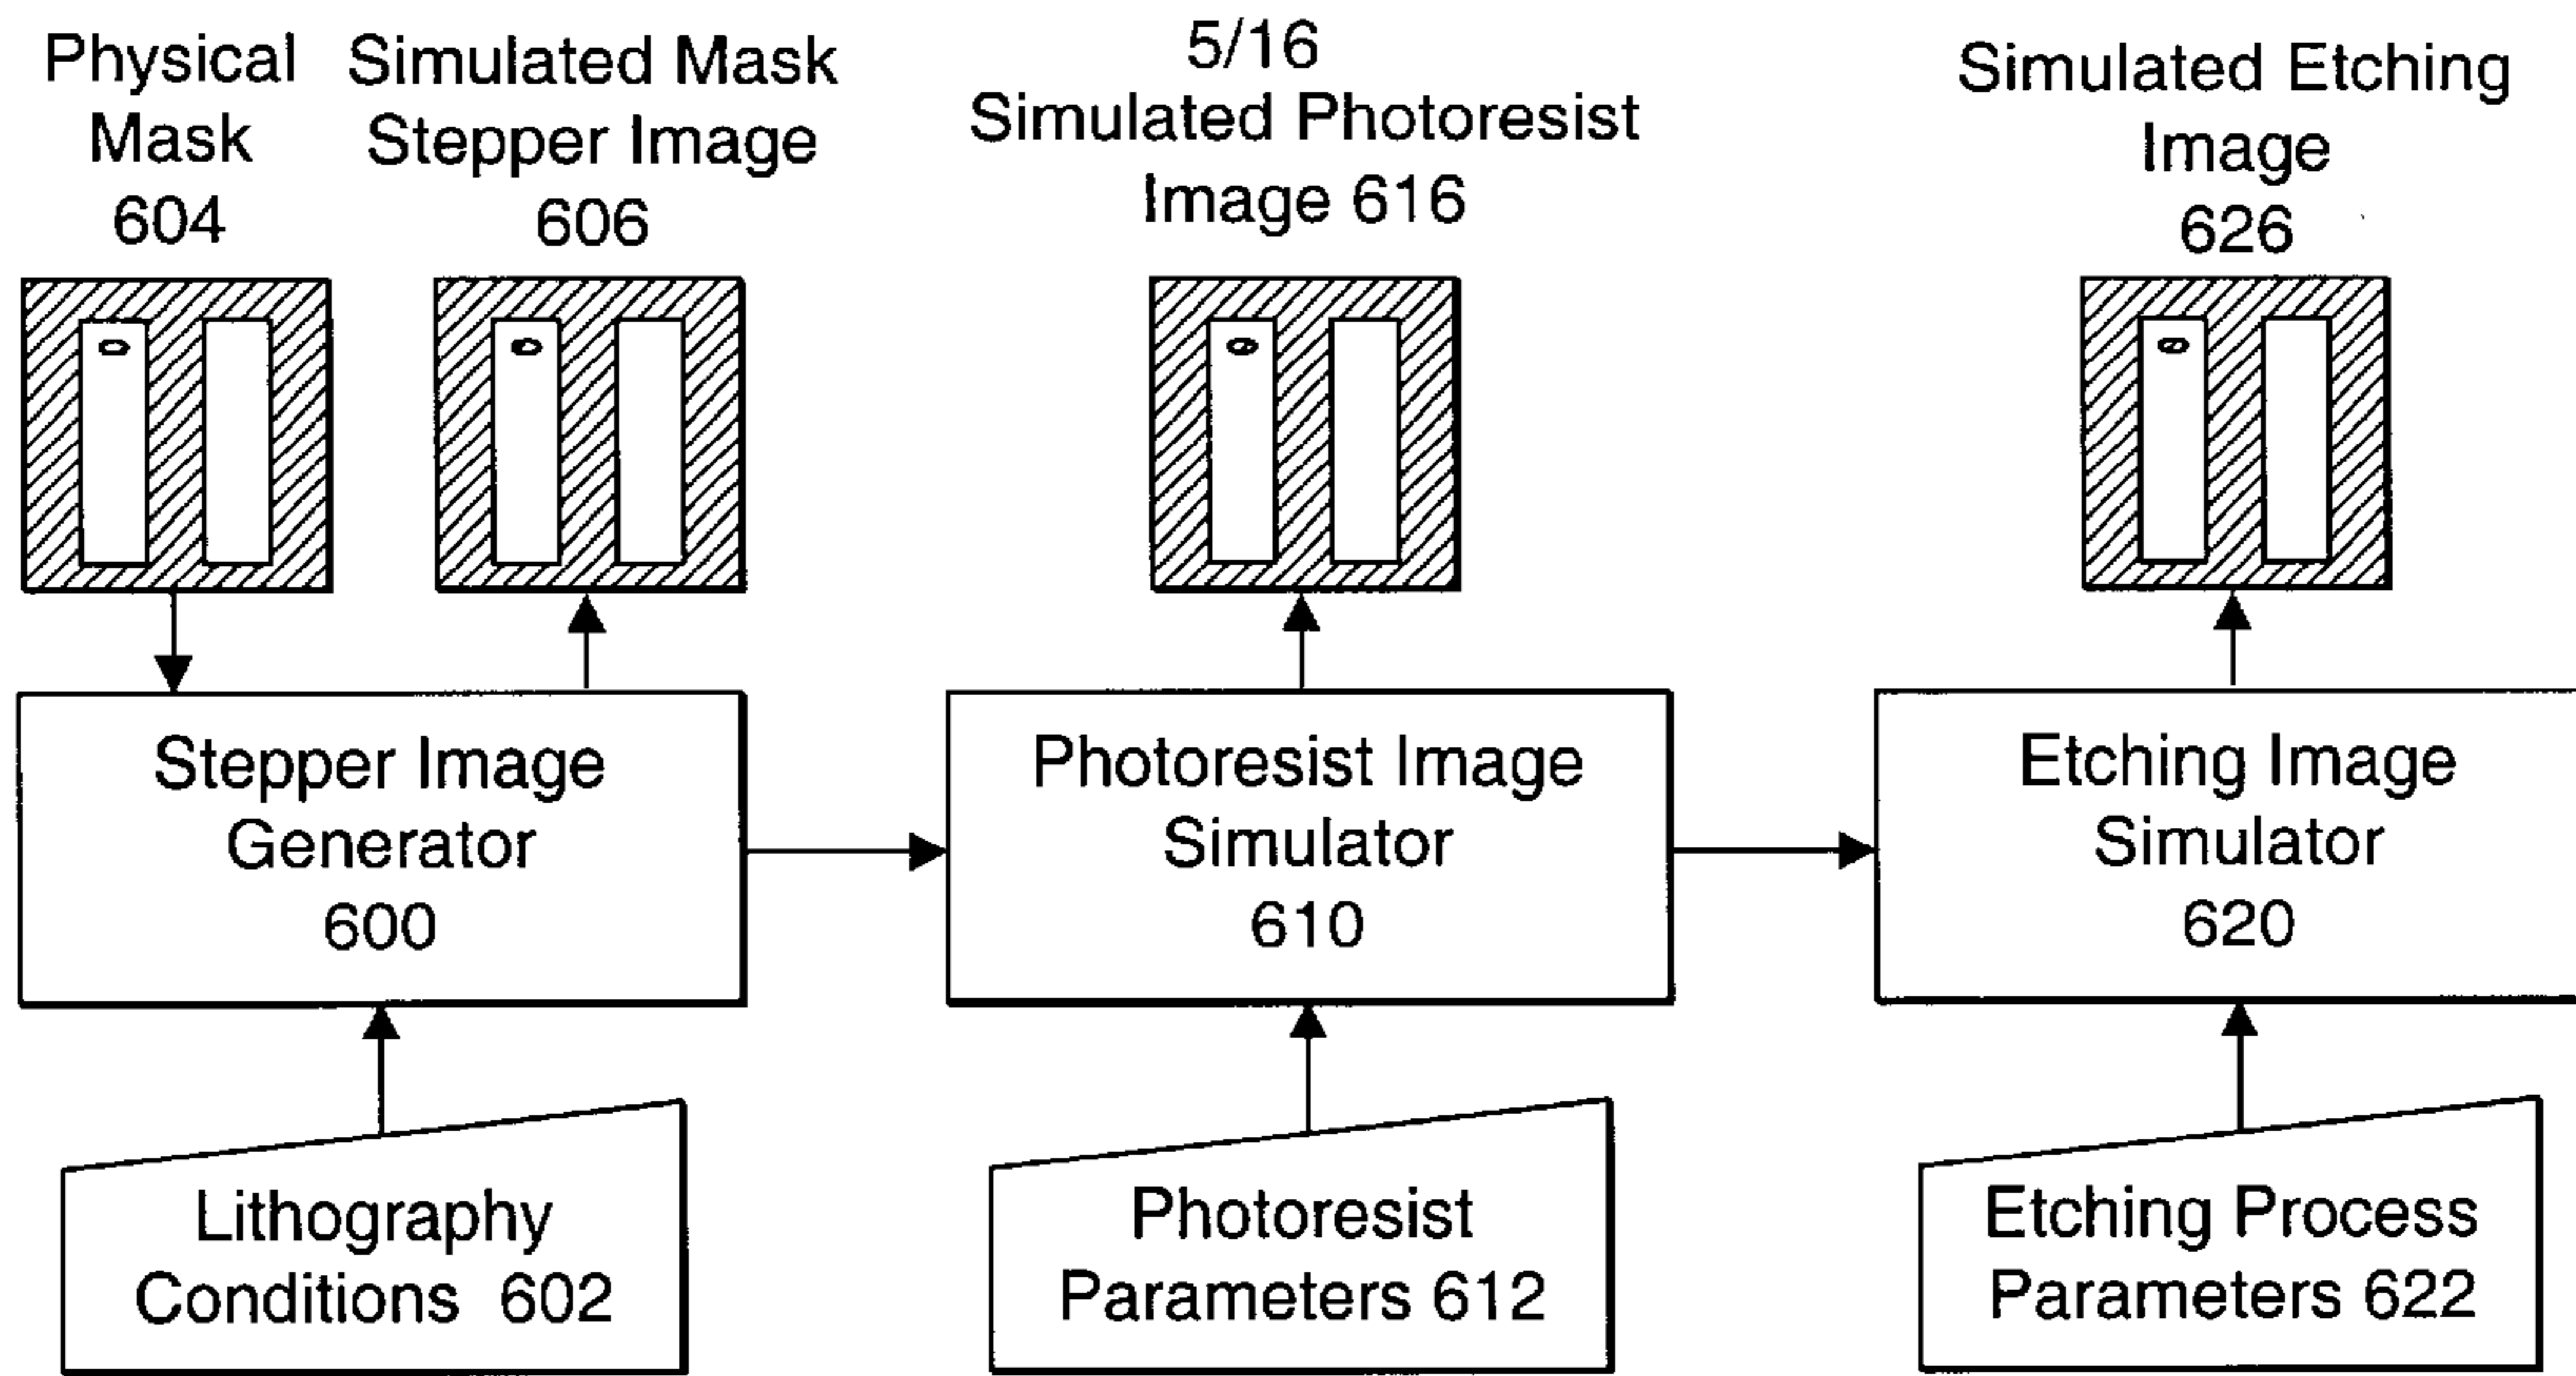 Physical
Mask
604
Simulated Mask
Stepper Image
606
5/16
Simulated Photoresist
Image 616
Simulated Etching
Image
626
Stepper Image
Generator
600
Photoresist Image
Simulator
610
Etching Image
Simulator
620
Lithography
Conditions 602
Photoresist
Parameters 612
Etching Process
Parameters 622